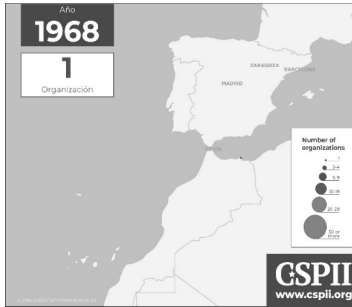 Año
1968
1
Organización
ZARAGOZA
BARCELONA
MADRID
Number of
organizations
1
2-4
5-9
10-19
20-29
30 or
more
CSPII
www.cspii.org